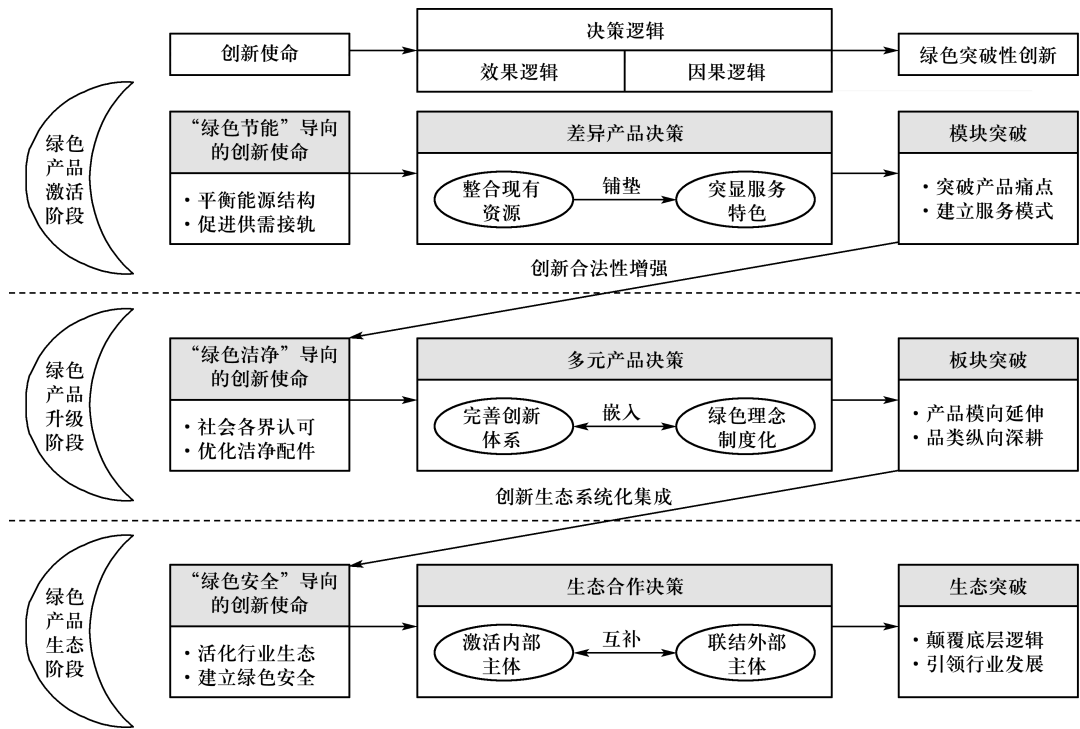 创新使命
决策逻辑
效果逻辑
因果逻辑
绿色突破性创新
绿色
产品
激活
阶段
“绿色节能”导向
的创新使命
·平衡能源结构
·促进供需接轨
差异产品决策
整合现有
资源
铺垫
突显服务
特色
模块突破
·突破产品痛点
·建立服务模式
创新合法性增强
绿色
产品
升级
阶段
“绿色洁净”导向
的创新使命
·社会各界认可
·优化洁净配件
多元产品决策
完善创新
体系
嵌入
绿色理念
制度化
板块突破
·产品模向延伸
·品类纵向深耕
创新生态系统化集成
绿色
产品
生态
阶段
“绿色安全”导向
的创新使命
·活化行业生态
·建立绿色安全
生态合作决策
激活内部
主体
互补
联结外部
主体
生态突破
·颠覆底层逻辑
·引领行业发展